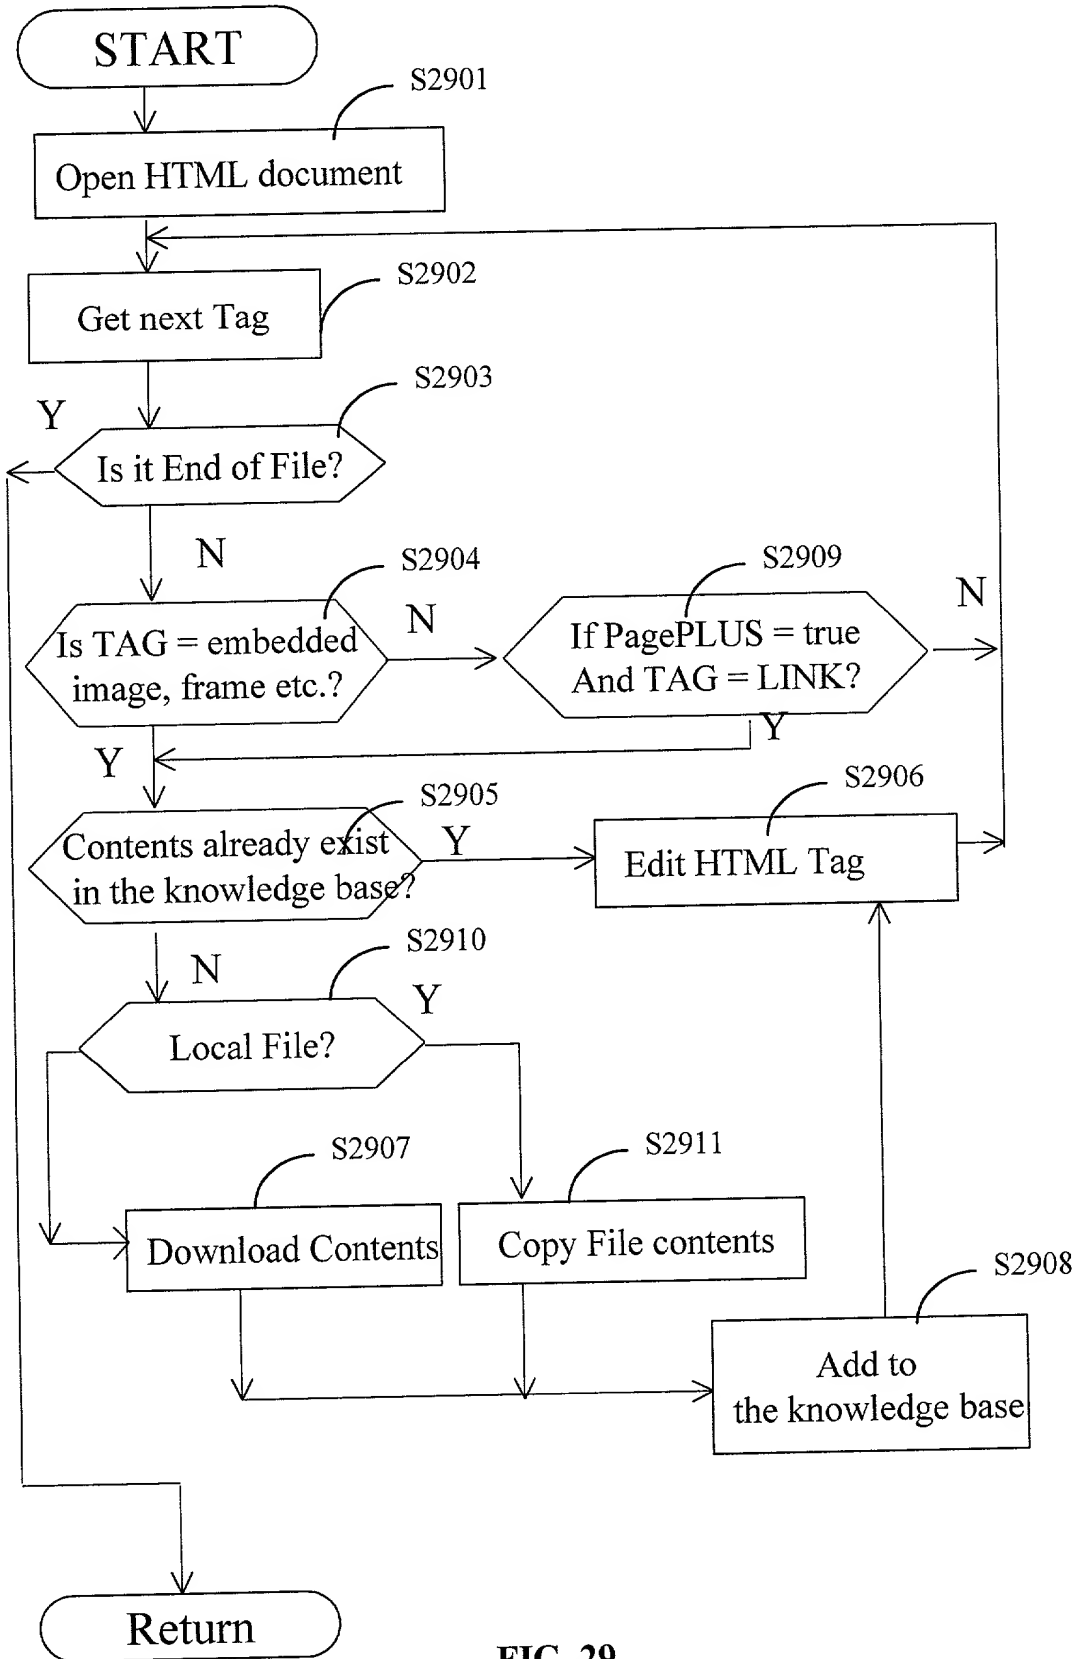 START
S2901
Open HTML document
S2902
Get next Tag
S2903
Y
Is it End of File?
N
S2904
S2909
N
N
Is TAG = embedded
image, frame etc.?
If PagePLUS = true
And TAG = LINK?
Y
Y
S2905
S2906
Contents already exist
in the knowledge base?
Y
Edit HTML Tag
N
S2910
Y
Local File?
S2907
S2911
Download Contents
Copy File contents
S2908
Add to
the knowledge base
Return
FIG. 29